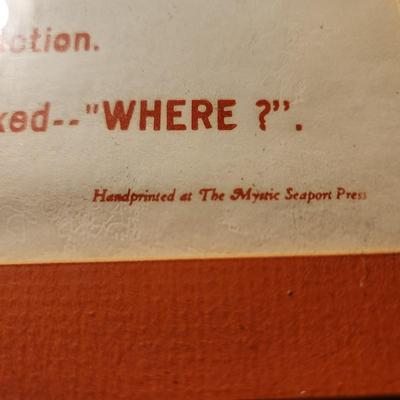 ction.
ked--"WHERE ?".
Handprinted at The Mystic Seaport Press